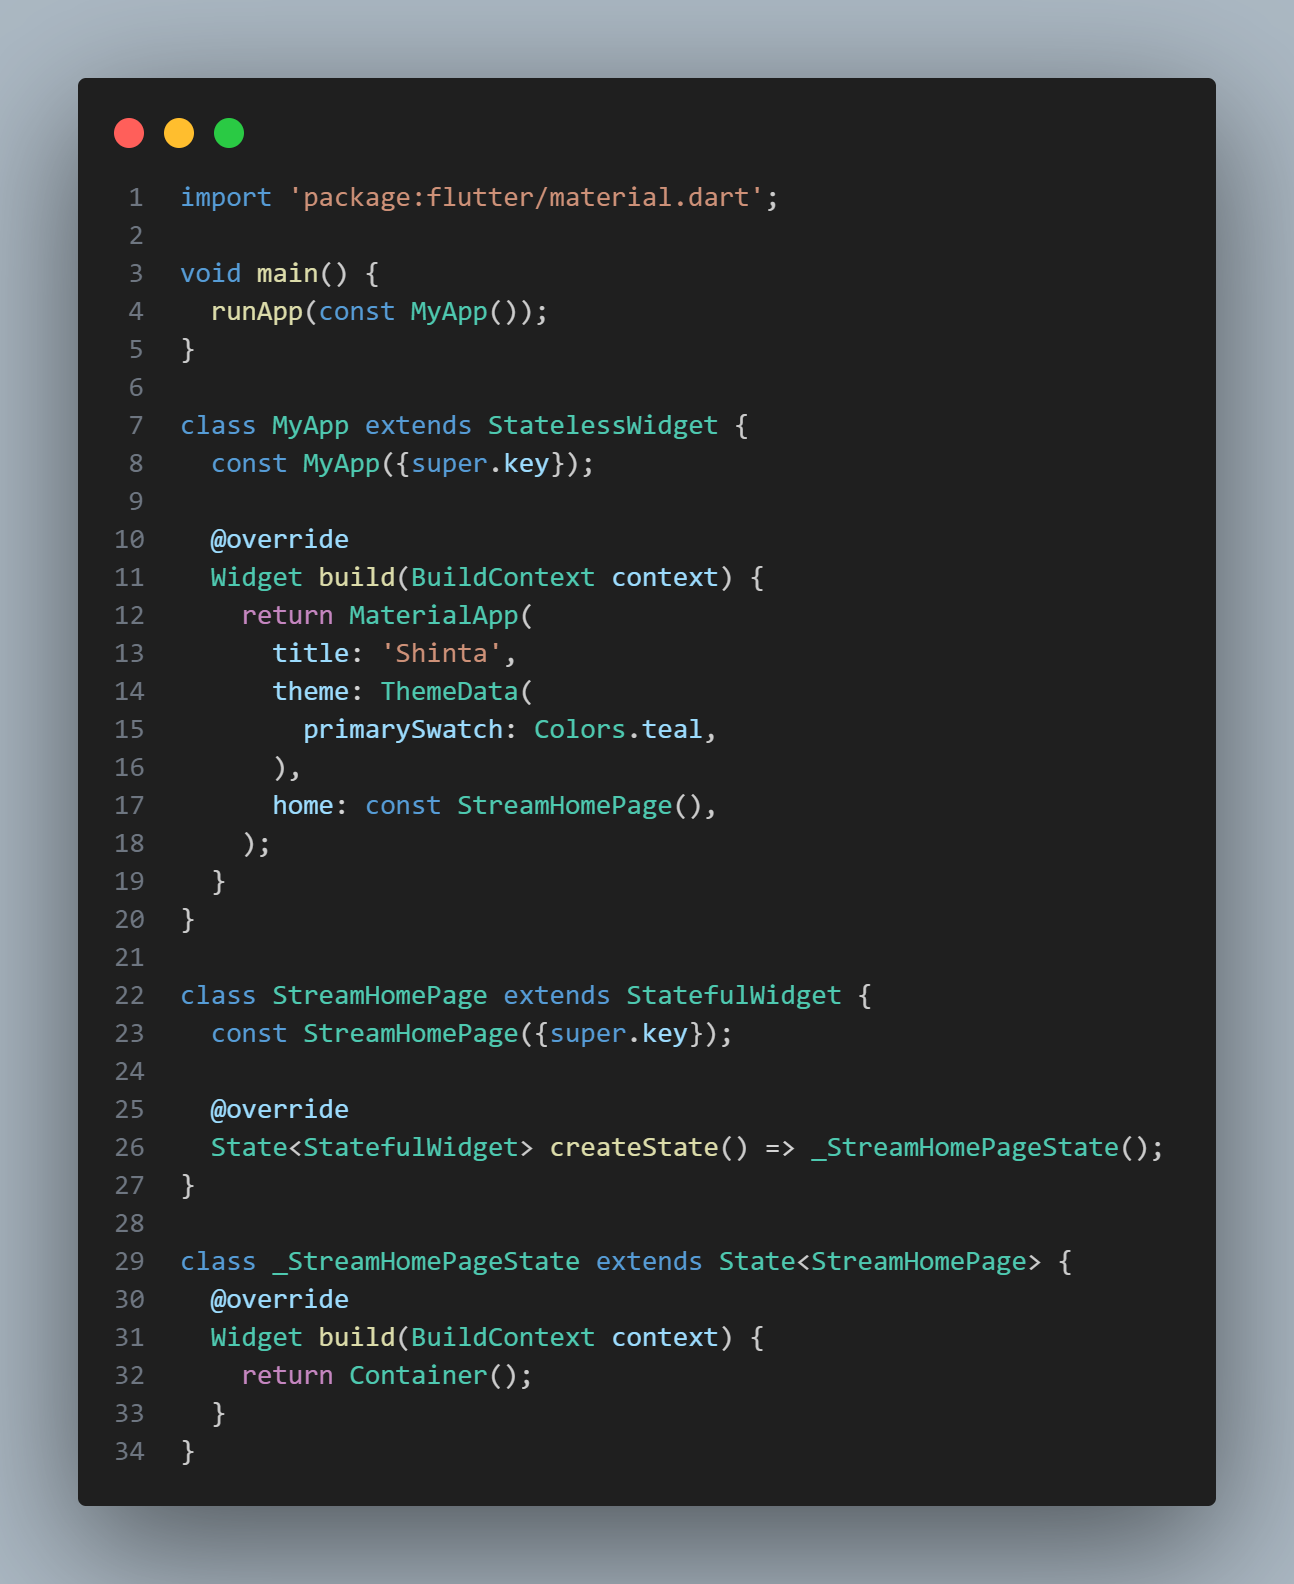 1 import 'package:flutter/material.dart';
2
3 void main() {
4   runApp(const MyApp());
5 }
6
7 class MyApp extends StatelessWidget {
8   const MyApp({super.key});
9
10   @override
11   Widget build(BuildContext context) {
12     return MaterialApp(
13       title: 'Shinta',
14       theme: ThemeData(
15         primarySwatch: Colors.teal,
16       ),
17       home: const StreamHomePage(),
18     );
19   }
20 }
21
22 class StreamHomePage extends StatefulWidget {
23   const StreamHomePage({super.key});
24
25   @override
26   State<StatefulWidget> createState() => _StreamHomePageState();
27 }
28
29 class _StreamHomePageState extends State<StreamHomePage> {
30   @override
31   Widget build(BuildContext context) {
32     return Container();
33   }
34 }